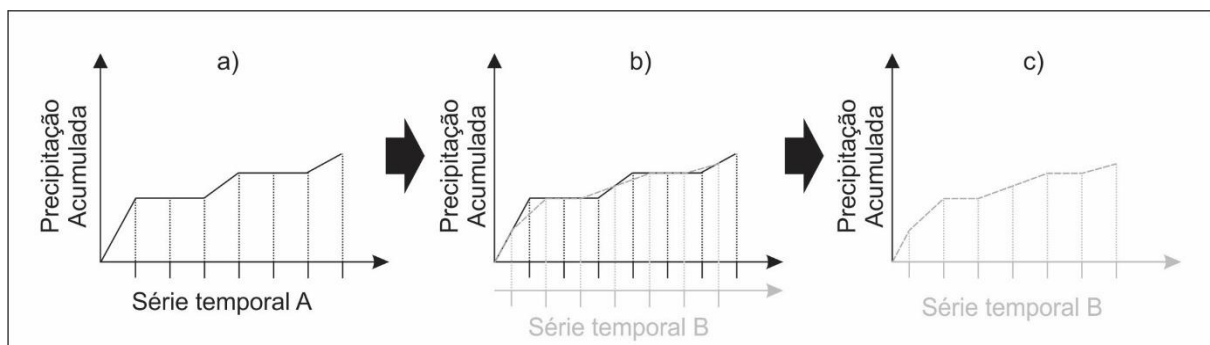 a)
Precipitação
Acumulada
Série temporal A
b)
Precipitação
Acumulada
Série temporal B
c)
Precipitação
Acumulada
Série temporal B